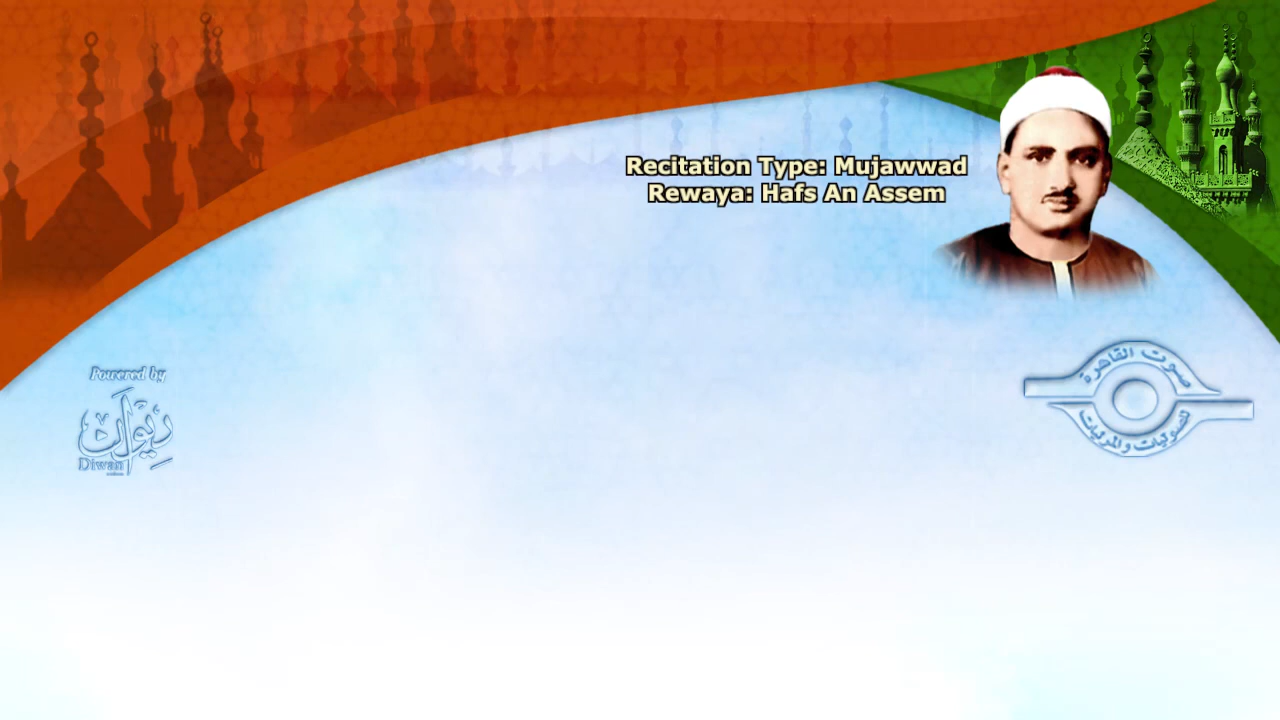 Recitation Type: Mujawwad
Rewaya: Hafs An Assem
Powered by
ديوان
Diwan
صوت القاهرة
للصوتيات والمرئيات